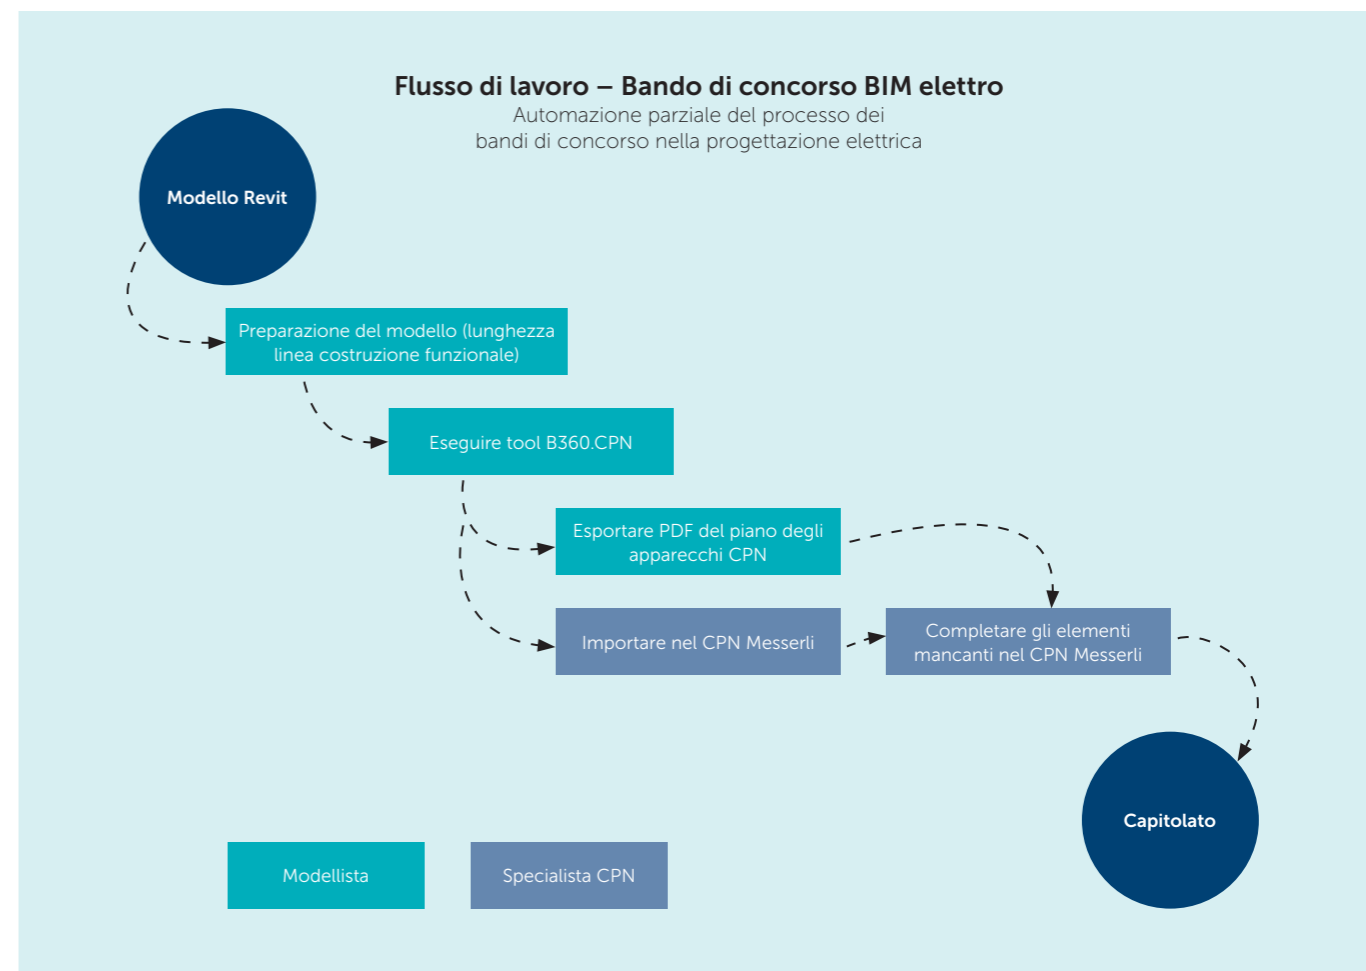 Flusso di lavoro – Bando di concorso BIM elettro
Automazione parziale del processo dei
bandi di concorso nella progettazione elettrica
Modello Revit
Preparazione del modello (lunghezza
linea costruzione funzionale)
Eseguire tool B360.CPN
Esportare PDF del piano degli
apparecchi CPN
Importare nel CPN Messerli
Completare gli elementi
mancanti nel CPN Messerli
Capitolato
Modellista
Specialista CPN